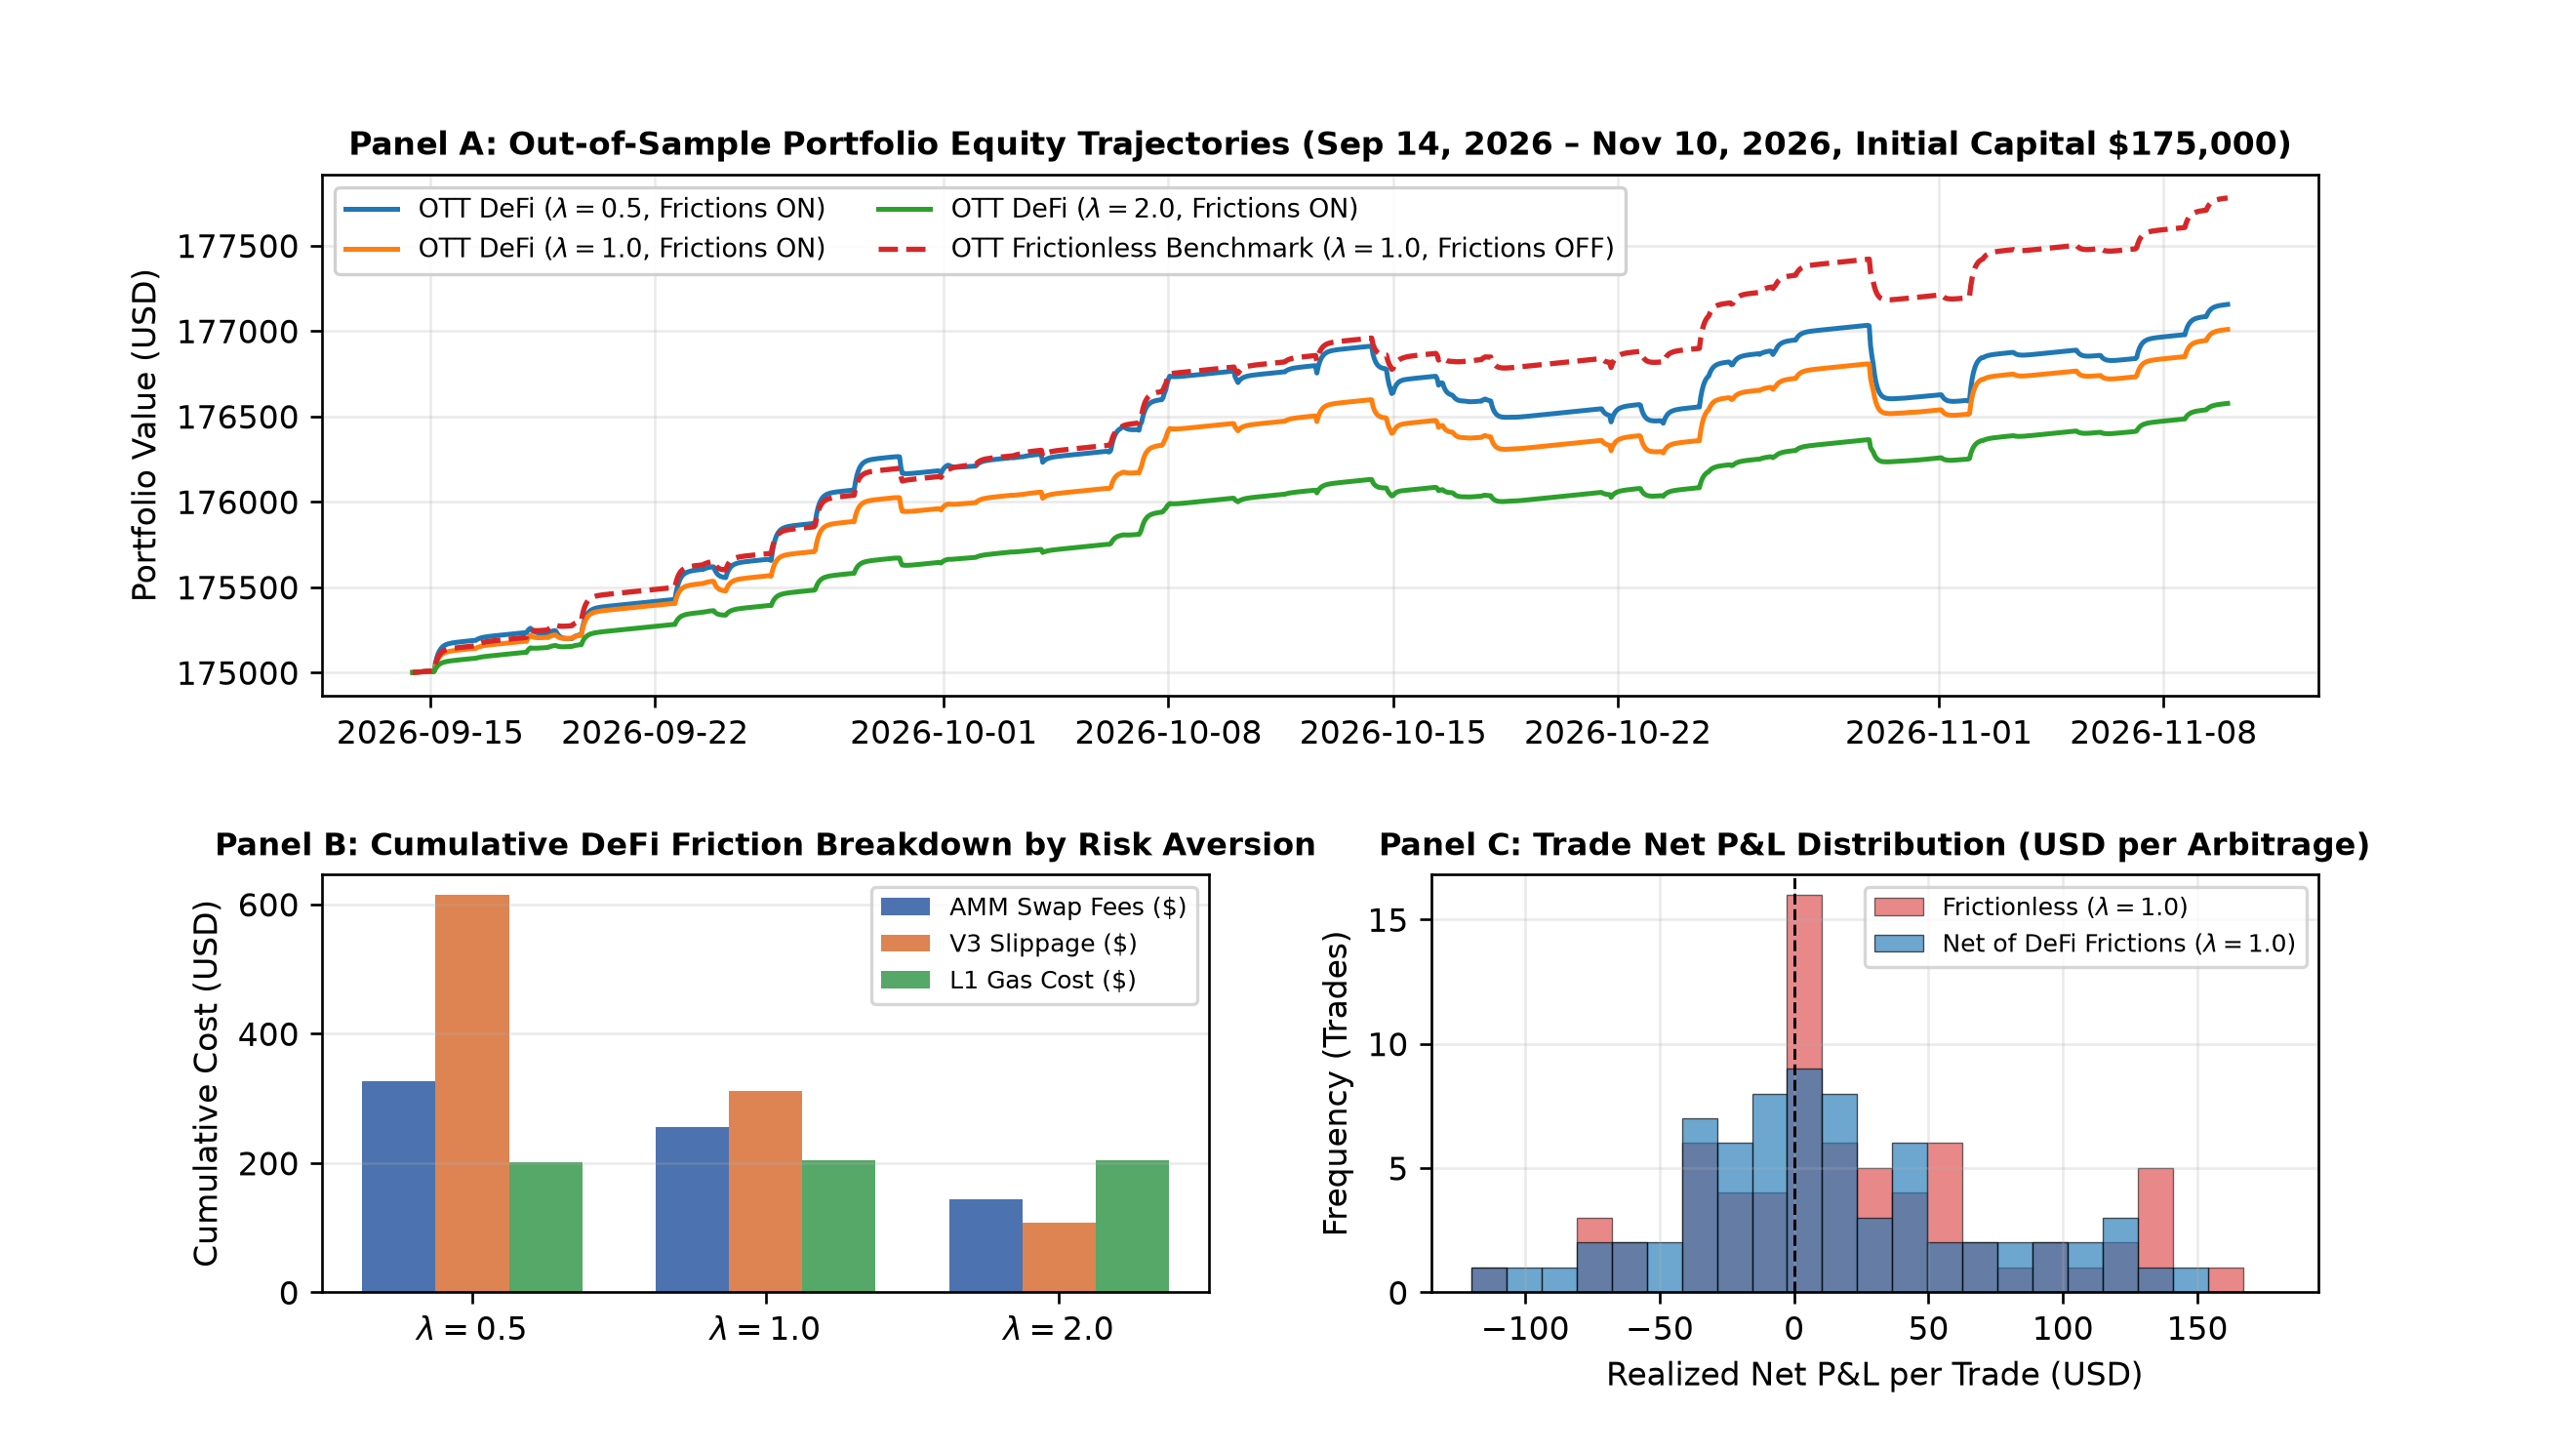 Panel A: Out-of-Sample Portfolio Equity Trajectories (Sep 14, 2026 – Nov 10, 2026, Initial Capital $175,000)
OTT DeFi (λ = 0.5, Frictions ON)
OTT DeFi (λ = 1.0, Frictions ON)
OTT DeFi (λ = 2.0, Frictions ON)
OTT Frictionless Benchmark (λ = 1.0, Frictions OFF)
Portfolio Value (USD)
177500
177000
176500
176000
175500
175000
2026-09-15 2026-09-22 2026-10-01 2026-10-08 2026-10-15 2026-10-22 2026-11-01 2026-11-08
Panel B: Cumulative DeFi Friction Breakdown by Risk Aversion
AMM Swap Fees ($)
V3 Slippage ($)
L1 Gas Cost ($)
Cumulative Cost (USD)
600
400
200
0
λ = 0.5 λ = 1.0 λ = 2.0
Panel C: Trade Net P&L Distribution (USD per Arbitrage)
Frictionless (λ = 1.0)
Net of DeFi Frictions (λ = 1.0)
Frequency (Trades)
15
10
5
0
−100 −50 0 50 100 150
Realized Net P&L per Trade (USD)